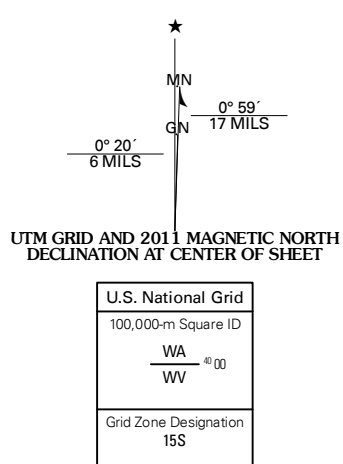 ★
MN
0° 59´
17 MILS
GN
0° 20´
6 MILS
UTM GRID AND 2011 MAGNETIC NORTH
DECLINATION AT CENTER OF SHEET
U.S. National Grid
100,000-m Square ID
WA
40 00
WV
Grid Zone Designation
15S